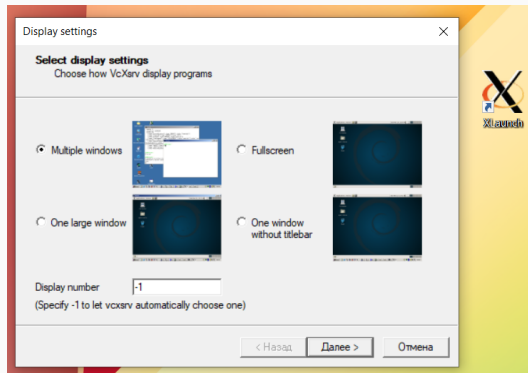 Display settings
Select display settings
Choose how VcXsrv display programs
Multiple windows
Fullscreen
One large window
One window
without titlebar
Display number
-1
(Specify -1 to let vcxsrv automatically choose one)
< Назад
Далее >
Отмена
XLaunch